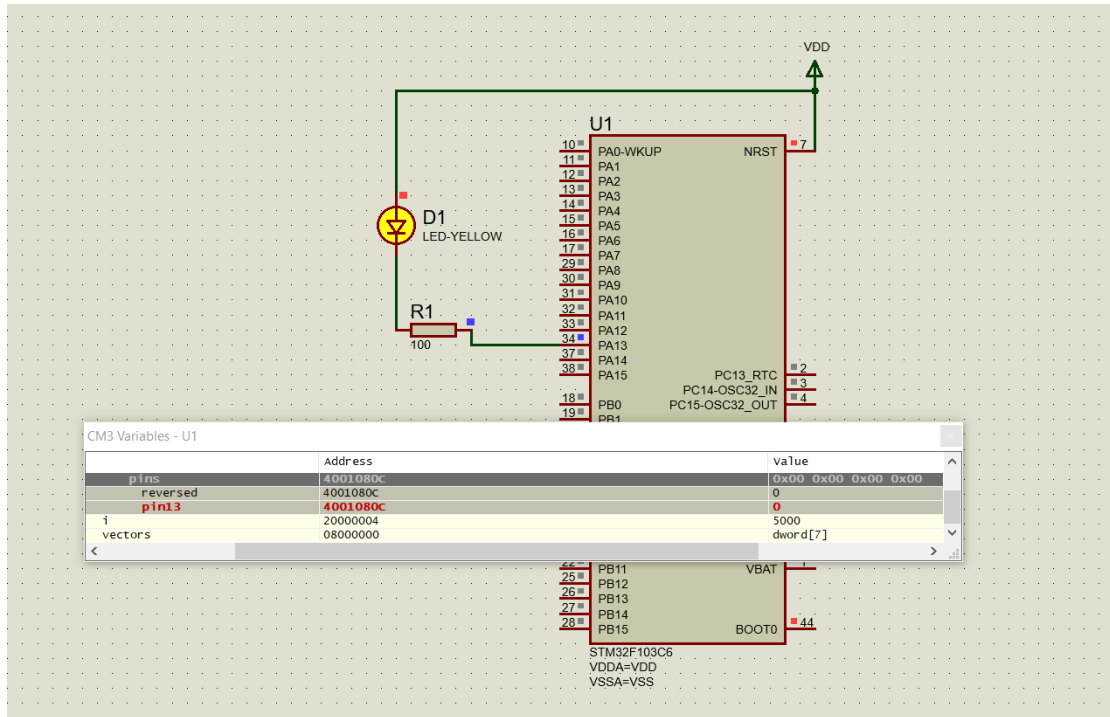 VDD
U1
10 PA0-WKUP NRST 7
11 PA1
12 PA2
13 PA3
14 PA4
15 PA5
16 PA6
17 PA7
29 PA8
30 PA9
31 PA10
32 PA11
33 PA12
34 PA13
37 PA14
38 PA15 PC13_RTC 2
PC14-OSC32_IN 3
18 PB0 PC15-OSC32_OUT 4
19 PB1
D1
LED-YELLOW
R1
100
CM3 Variables - U1
Address Value
pins 4001080C 0x00 0x00 0x00 0x00
reversed 4001080C 0
pin13 4001080C 0
i 20000004 5000
vectors 08000000 dword[7]
22 PB11 VBAT 1
25 PB12
26 PB13
27 PB14
28 PB15 BOOT0 44
STM32F103C6
VDDA=VDD
VSSA=VSS